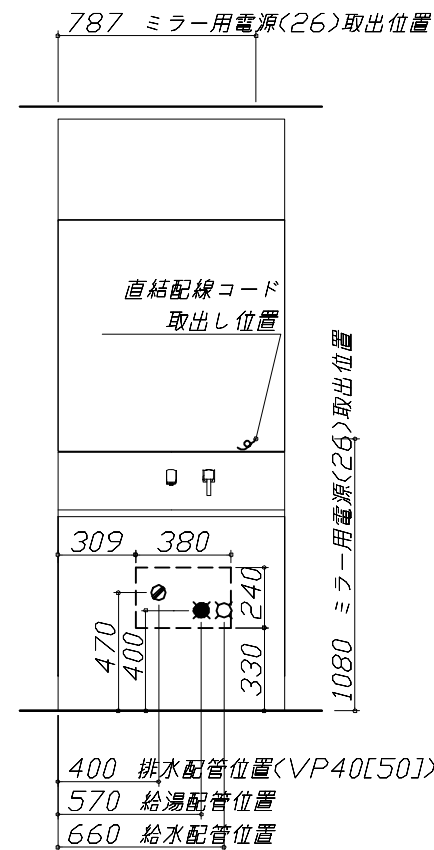 787 ミラー用電源(26)取出位置
直結配線コード
取出し位置
1080 ミラー用電源(26)取出位置
309
380
240
330
470
400
400 排水配管位置(VP40[50])
570 給湯配管位置
660 給水配管位置